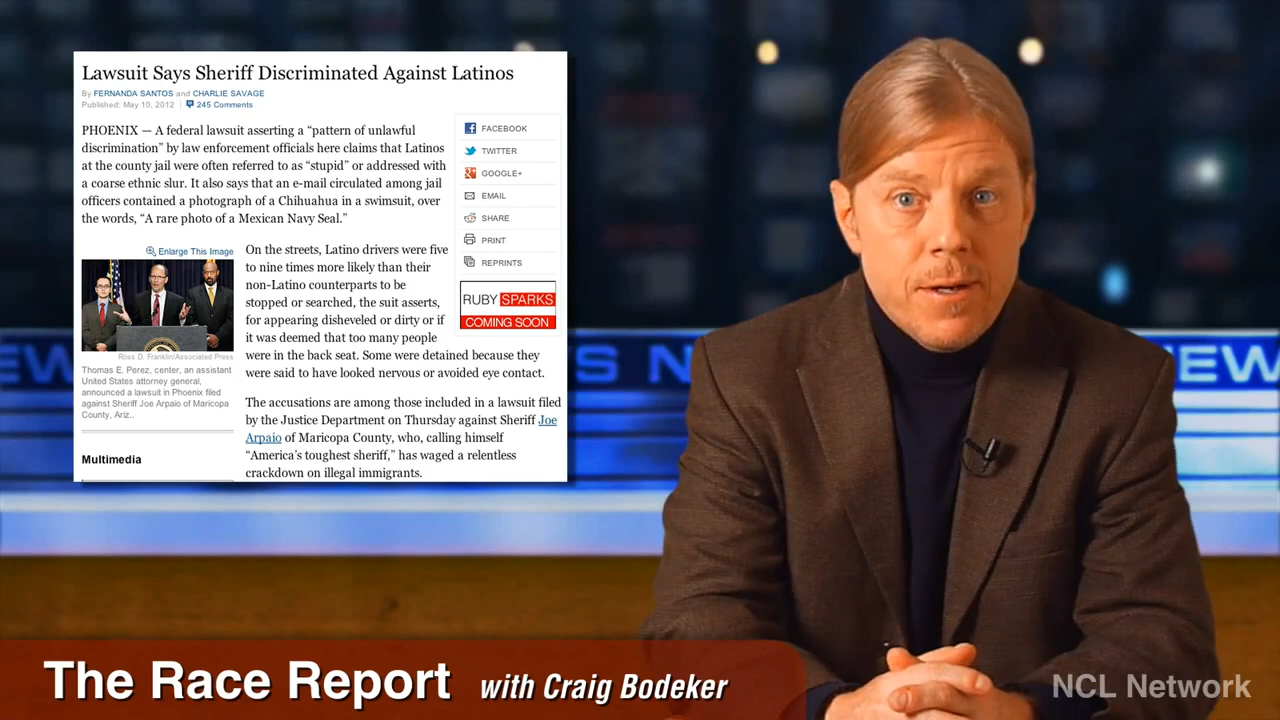 Lawsuit Says Sheriff Discriminated Against Latinos
By FERNANDA SANTOS and CHARLIE SAVAGE
Published: May 10, 2012 | 245 Comments
PHOENIX — A federal lawsuit asserting a “pattern of unlawful
discrimination” by law enforcement officials here claims that Latinos
at the county jail were often referred to as “stupid” or addressed with
a coarse ethnic slur. It also says that an e-mail circulated among jail
officers contained a photograph of a Chihuahua in a swimsuit, over
the words, “A rare photo of a Mexican Navy Seal.”
FACEBOOK
TWITTER
GOOGLE+
EMAIL
SHARE
PRINT
REPRINTS
RUBY SPARKS
COMING SOON
Enlarge This Image
Ross D. Franklin/Associated Press
Thomas E. Perez, center, an assistant
United States attorney general,
announced a lawsuit in Phoenix filed
against Sheriff Joe Arpaio of Maricopa
County, Ariz..
Multimedia
On the streets, Latino drivers were five
to nine times more likely than their
non-Latino counterparts to be
stopped or searched, the suit asserts,
for appearing disheveled or dirty or if
it was deemed that too many people
were in the back seat. Some were detained because they
were said to have looked nervous or avoided eye contact.
The accusations are among those included in a lawsuit filed
by the Justice Department on Thursday against Sheriff Joe
Arpaio of Maricopa County, who, calling himself
“America’s toughest sheriff,” has waged a relentless
crackdown on illegal immigrants.
EW
S N
NEWS
The Race Report with Craig Bodeker
NCL Network